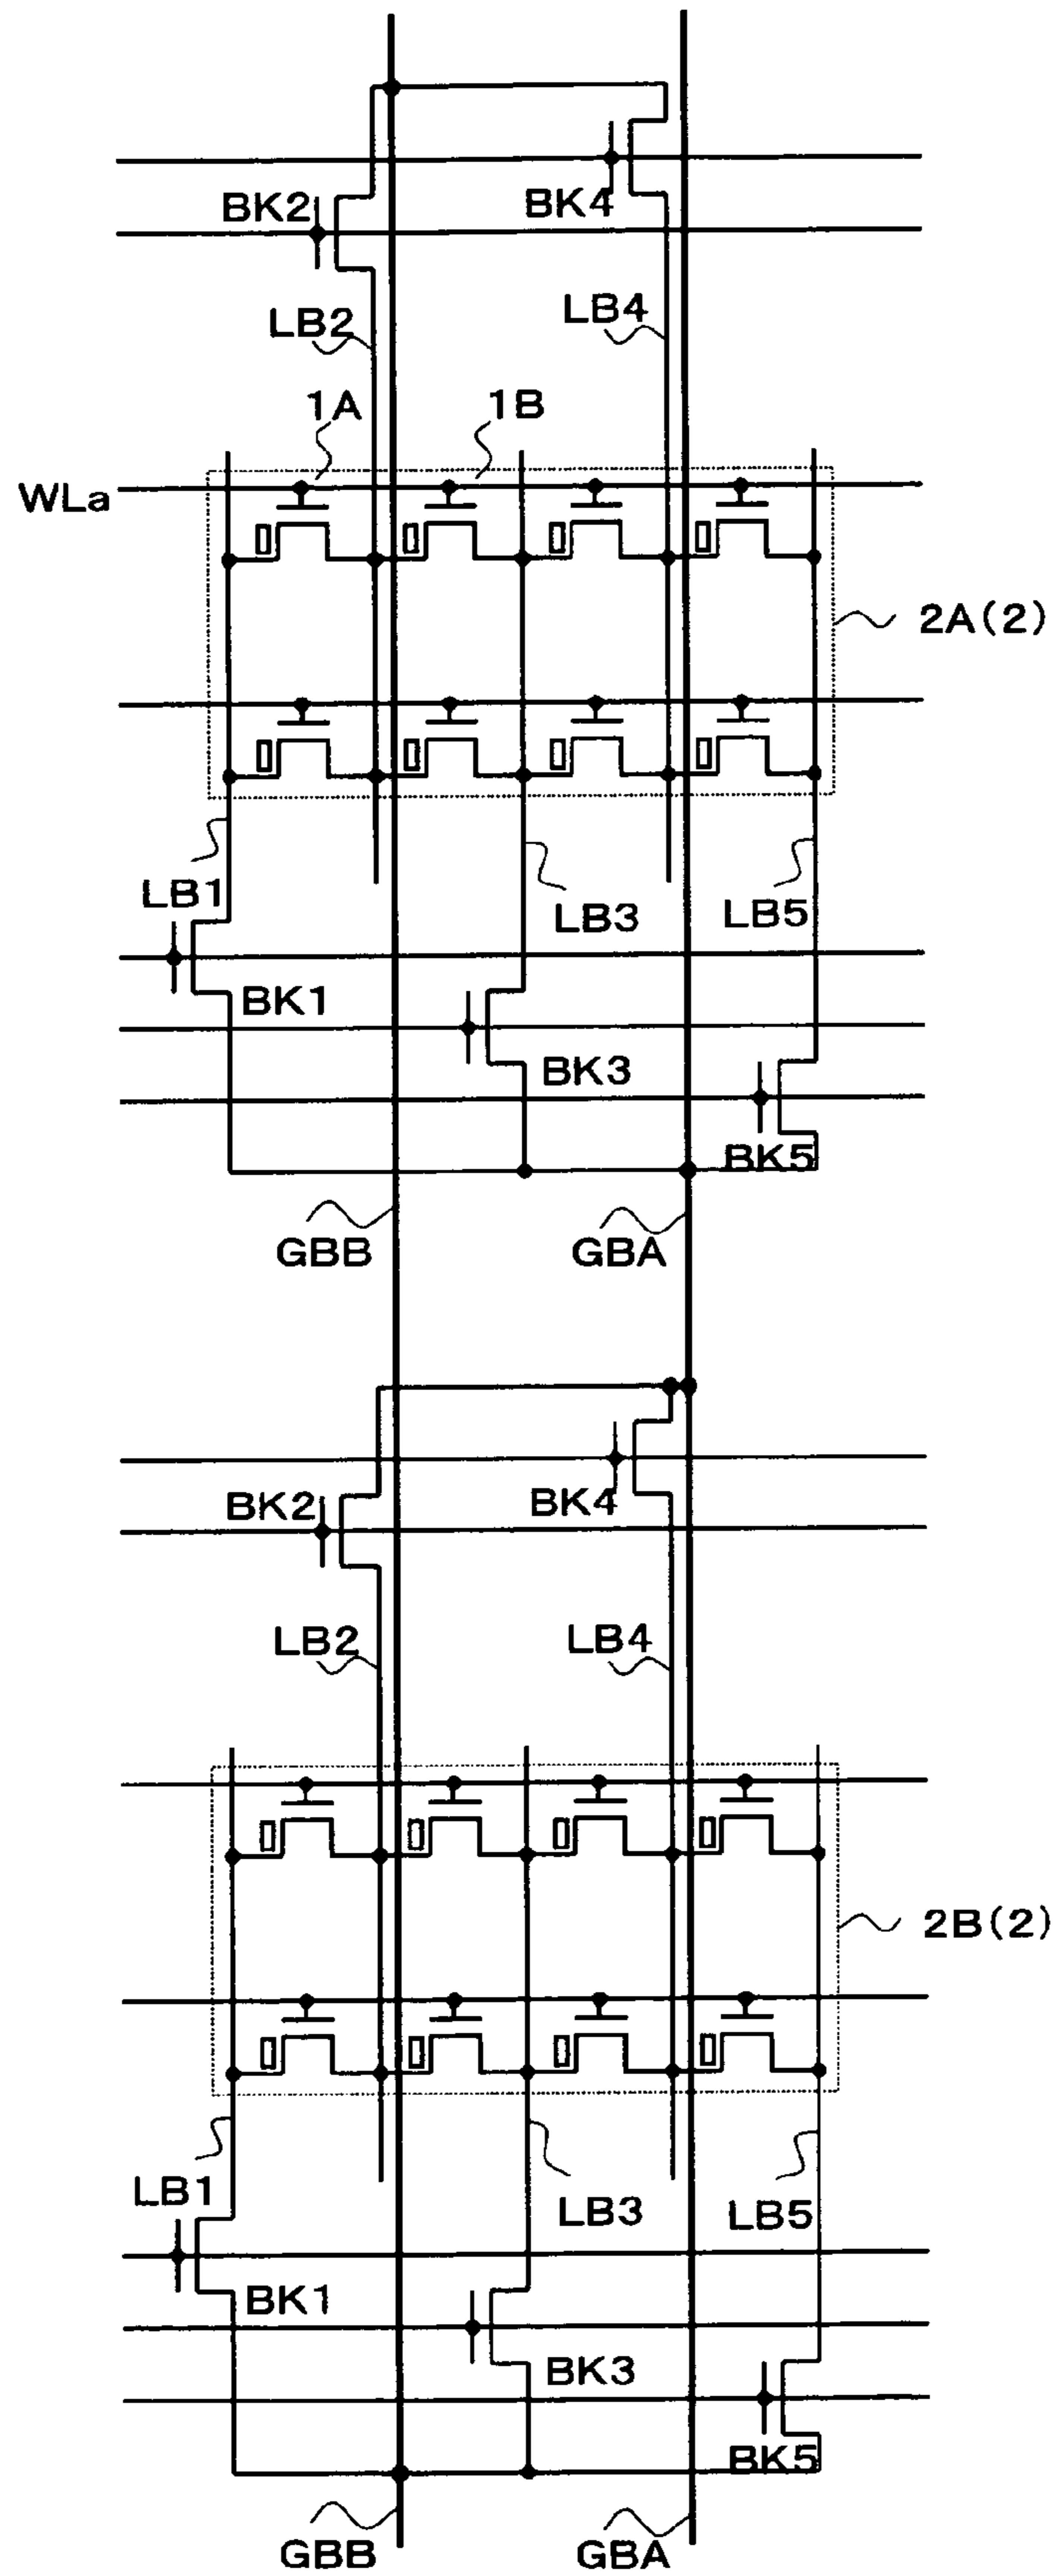 BK2
BK4
LB2
LB4
1A
1B
WLa
2A(2)
LB1
LB3
LB5
BK1
BK3
BK5
GBB
GBA
BK2
BK4
LB2
LB4
2B(2)
LB1
LB3
LB5
BK1
BK3
BK5
GBB
GBA